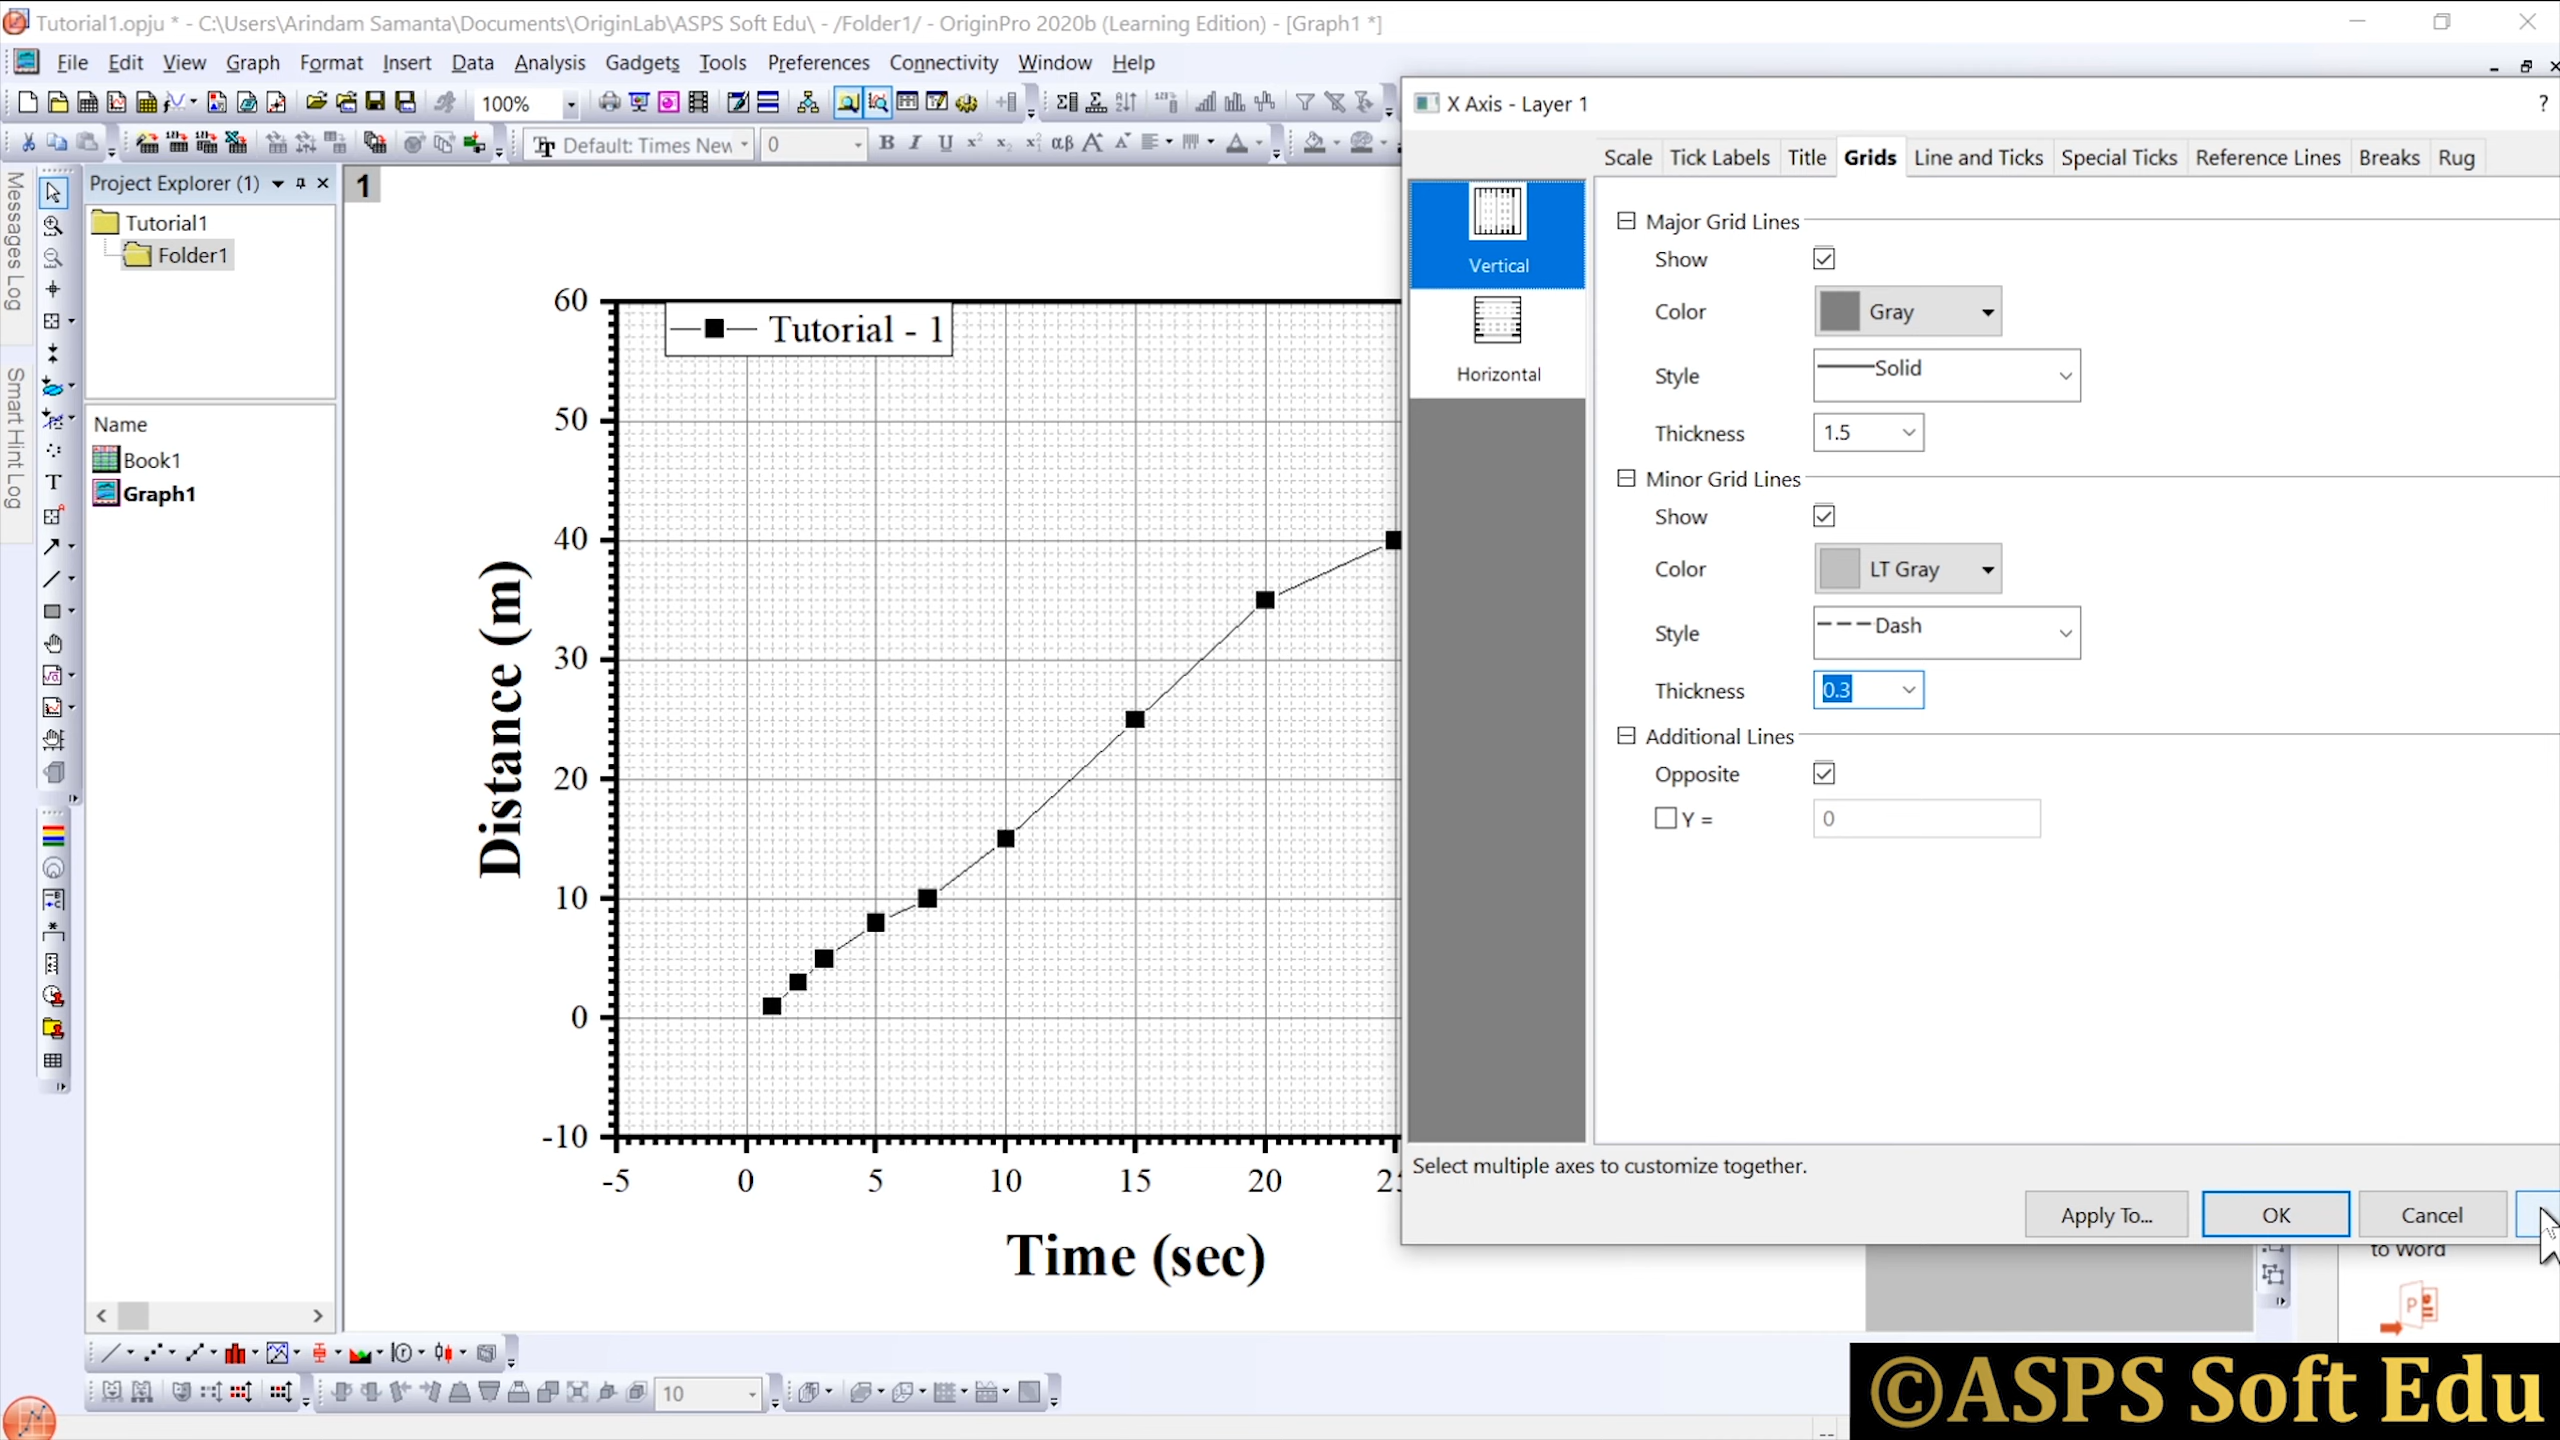 Tutorial1.opju * - C:\Users\Arindam Samanta\Documents\OriginLab\ASPS Soft Edu\ - /Folder1/ - OriginPro 2020b (Learning Edition) - [Graph1 *]
File Edit View Graph Format Insert Data Analysis Gadgets Tools Preferences Connectivity Window Help
100%
Default: Times New 0
Messages Log
Smart Hint Log
Project Explorer (1)
Tutorial1
Folder1
Name
Book1
Graph1
1
Tutorial - 1
60
50
40
30
20
10
0
-10
Distance (m)
-5 0 5 10 15 20
Time (sec)
X Axis - Layer 1
?
Scale Tick Labels Title Grids Line and Ticks Special Ticks Reference Lines Breaks Rug
Vertical
Horizontal
Major Grid Lines
Show
Color Gray
Style Solid
Thickness 1.5
Minor Grid Lines
Show
Color LT Gray
Style Dash
Thickness 0.3
Additional Lines
Opposite
Y = 0
Select multiple axes to customize together.
Apply To... OK Cancel
to Word
10
©ASPS Soft Edu